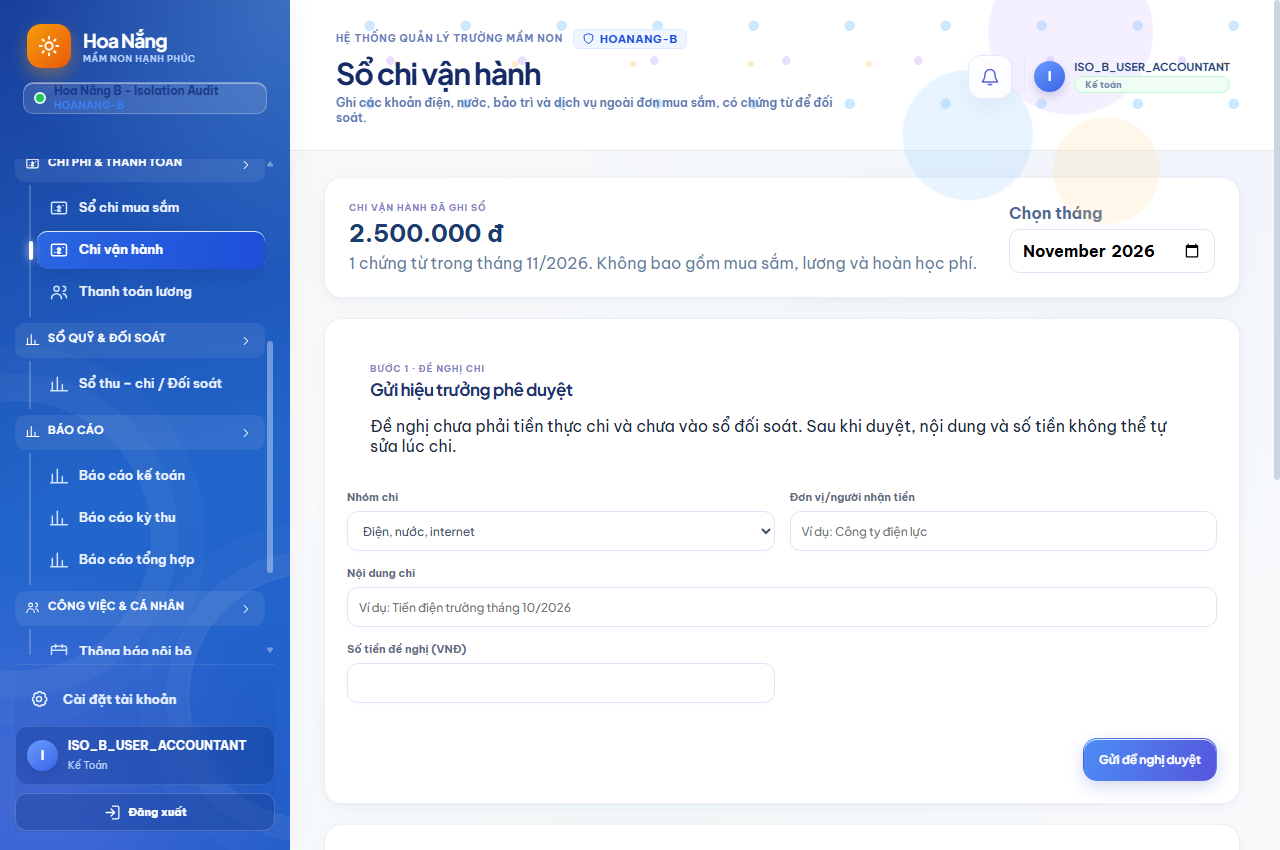 Hoa Nắng
MẦM NON HẠNH PHÚC
Hoa Nắng B - Isolation Audit
HOANANG-B
CHI PHÍ & THANH TOÁN
Sổ chi mua sắm
Chi vận hành
Thanh toán lương
SỔ QUỸ & ĐỐI SOÁT
Sổ thu – chi / Đối soát
BÁO CÁO
Báo cáo kế toán
Báo cáo kỳ thu
Báo cáo tổng hợp
CÔNG VIỆC & CÁ NHÂN
Thông báo nội bộ
Cài đặt tài khoản
I
ISO_B_USER_ACCOUNTANT
Kế Toán
Đăng xuất
HỆ THỐNG QUẢN LÝ TRƯỜNG MẦM NON
HOANANG-B
Sổ chi vận hành
Ghi các khoản điện, nước, bảo trì và dịch vụ ngoài đơn mua sắm, có chứng từ để đối
soát.
I
ISO_B_USER_ACCOUNTANT
Kế toán
CHI VẬN HÀNH ĐÃ GHI SỔ
2.500.000 đ
1 chứng từ trong tháng 11/2026. Không bao gồm mua sắm, lương và hoàn học phí.
Chọn tháng
November 2026
BƯỚC 1 · ĐỀ NGHỊ CHI
Gửi hiệu trưởng phê duyệt
Đề nghị chưa phải tiền thực chi và chưa vào sổ đối soát. Sau khi duyệt, nội dung và số tiền không thể tự
sửa lúc chi.
Nhóm chi
Điện, nước, internet
Đơn vị/người nhận tiền
Ví dụ: Công ty điện lực
Nội dung chi
Ví dụ: Tiền điện trường tháng 10/2026
Số tiền đề nghị (VNĐ)
Gửi đề nghị duyệt